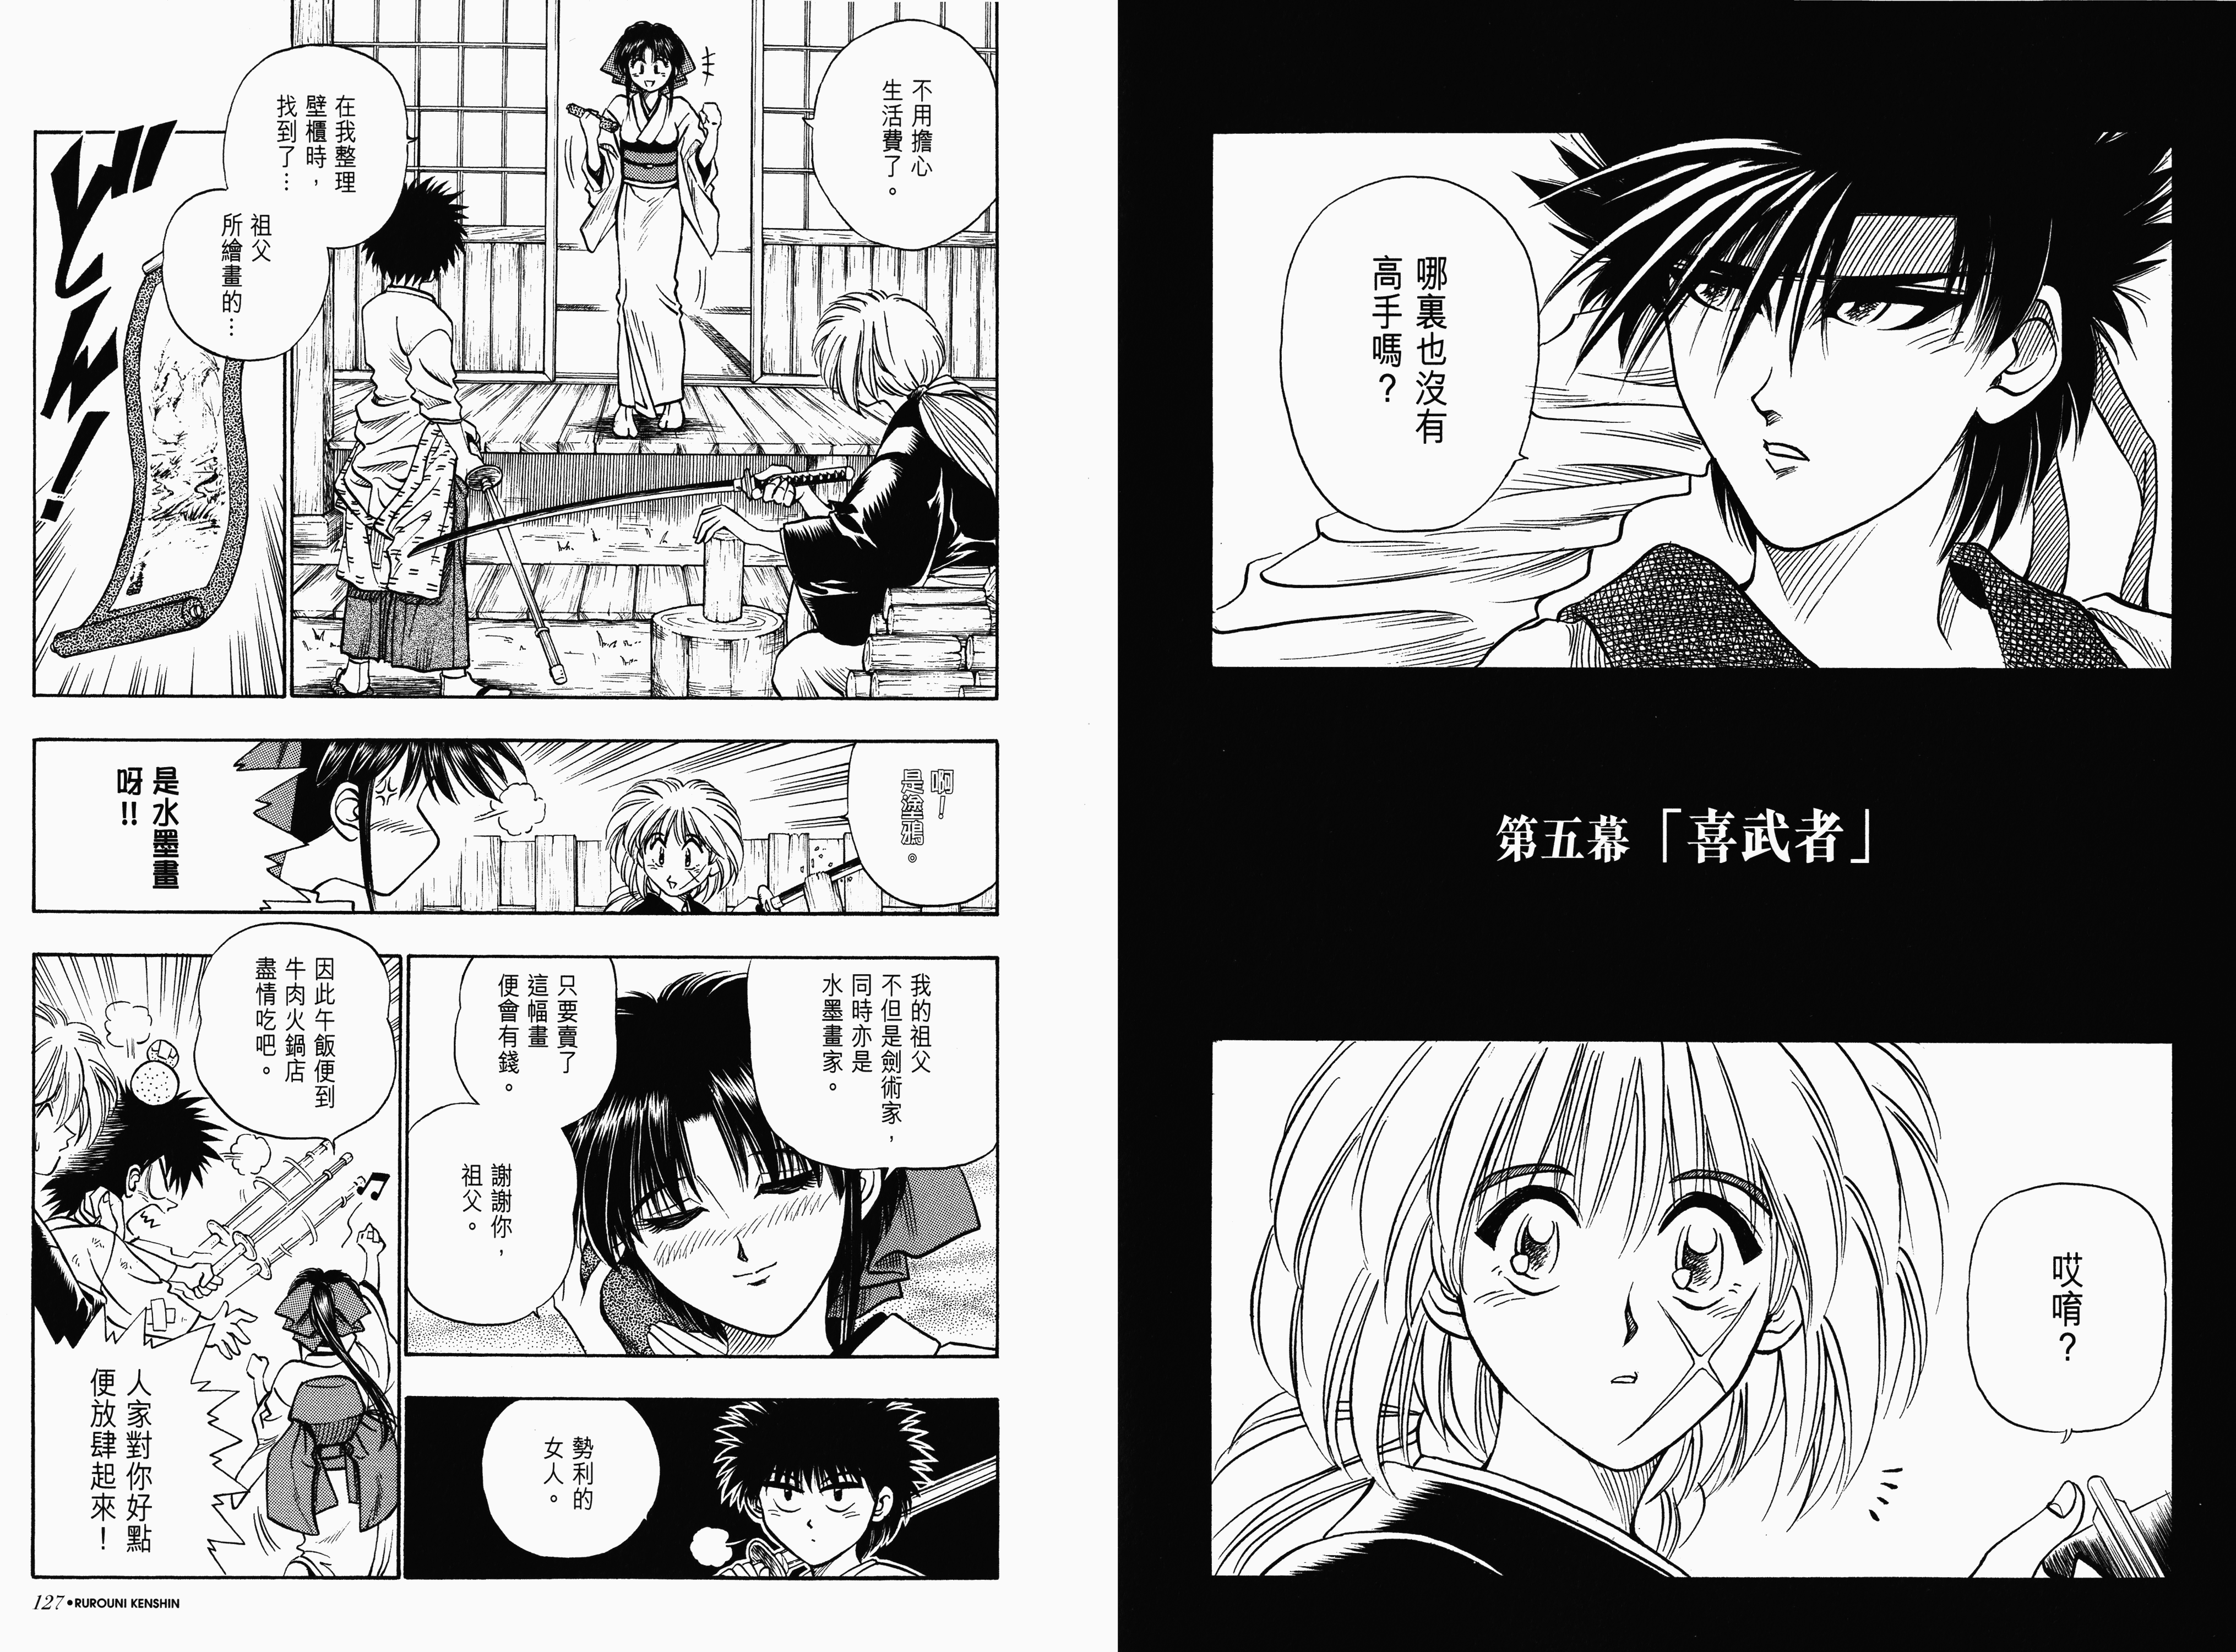 哪裏也沒有
高手嗎？
第五幕「喜武者」
哎唷？
不用擔心
生活費了。
在我整理
壁櫃時，
找到了…
祖父
所繪畫的…
啊！
是塗鴉。
是水墨畫
呀!!
我的祖父
不但是劍術家，
同時亦是
水墨畫家。
只要賣了
這幅畫
便會有錢。
謝謝你，
祖父。
勢利的
女人。
因此午飯便到
牛肉火鍋店
盡情吃吧。
人家對你好點
便放肆起來！
127•RUROUNI KENSHIN